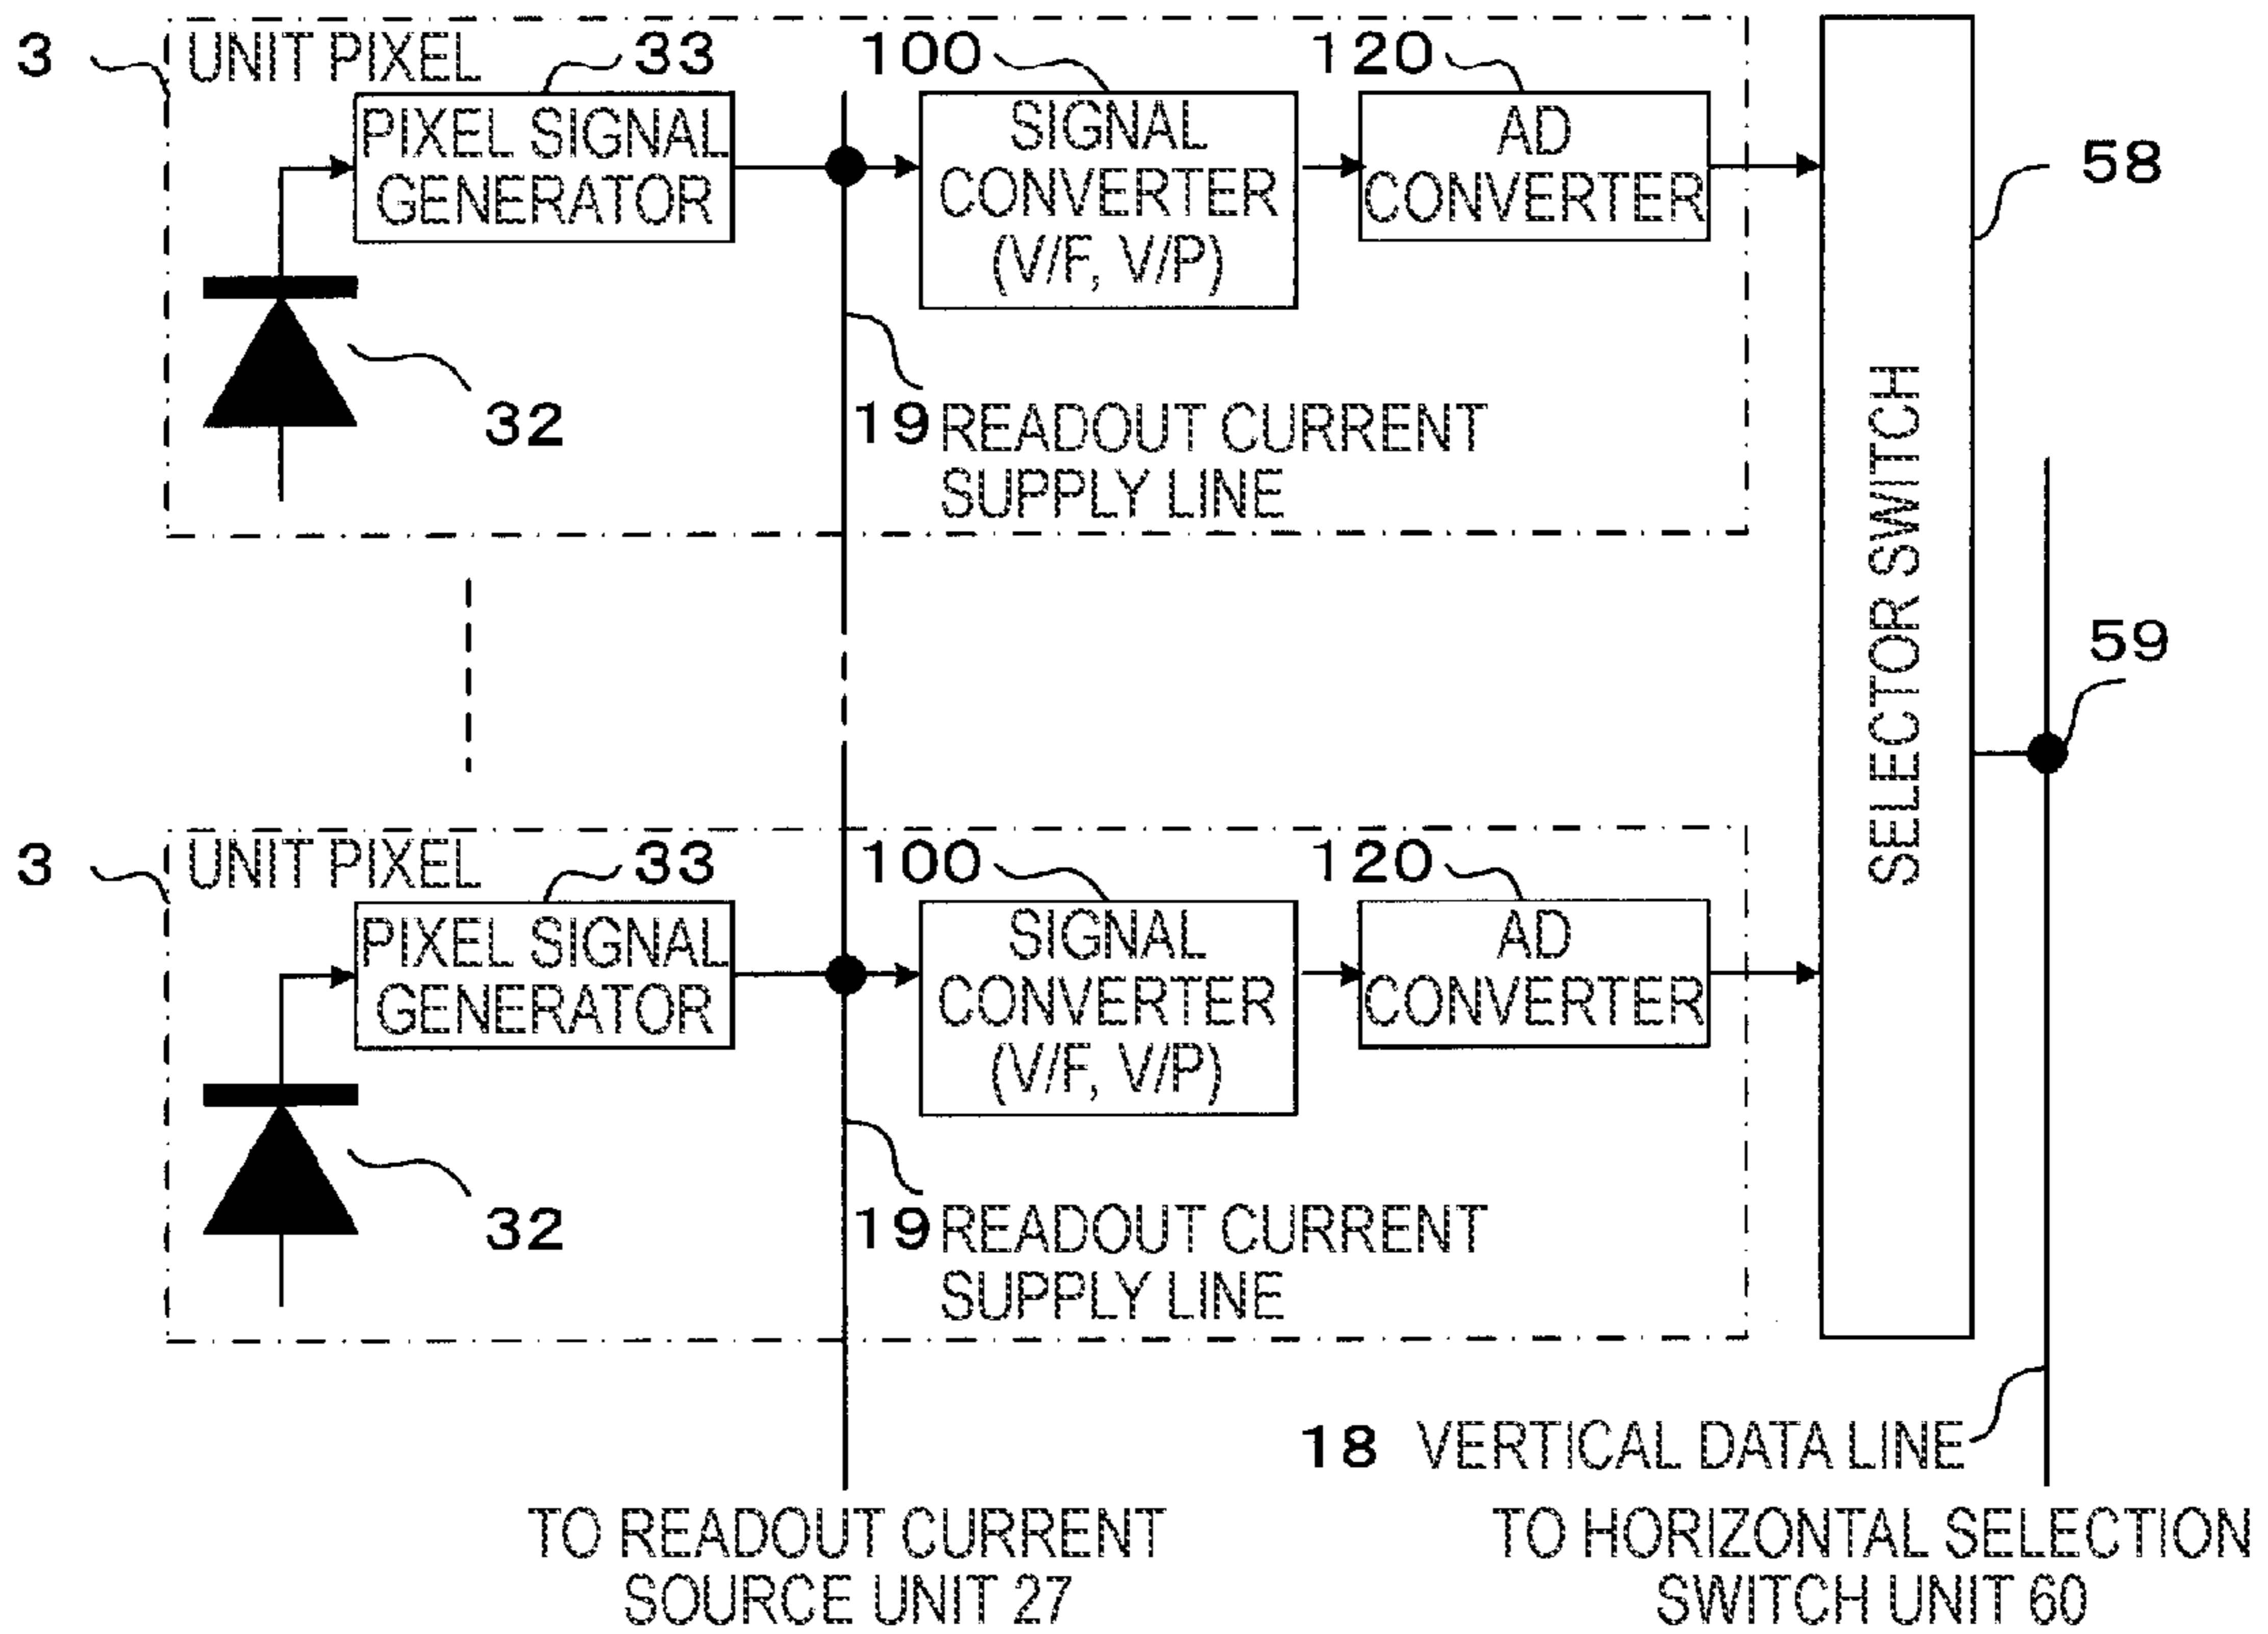 3 UNIT PIXEL 33 100 120
PIXEL SIGNAL
GENERATOR
SIGNAL
CONVERTER
(V/F, V/P)
AD
CONVERTER
58
32
19 READOUT CURRENT
SUPPLY LINE
SELECTOR SWITCH
59
3 UNIT PIXEL 33 100 120
PIXEL SIGNAL
GENERATOR
SIGNAL
CONVERTER
(V/F, V/P)
AD
CONVERTER
32
19 READOUT CURRENT
SUPPLY LINE
18 VERTICAL DATA LINE
TO READOUT CURRENT
SOURCE UNIT 27
TO HORIZONTAL SELECTION
SWITCH UNIT 60